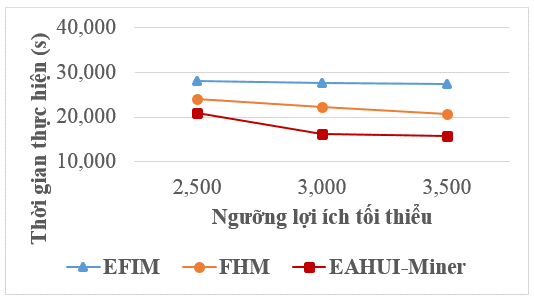 Thời gian thực hiện (s)
40,000
30,000
20,000
10,000
2,500 3,000 3,500
Ngưỡng lợi ích tối thiểu
EFIM FHM EAHUI-Miner